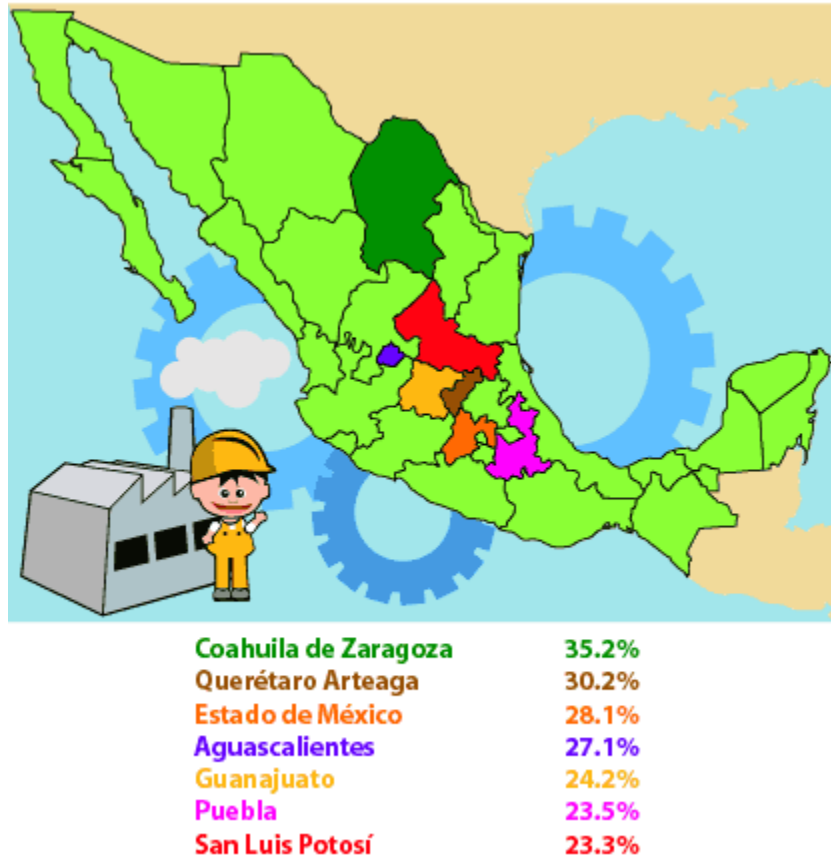 Coahuila de Zaragoza 35.2%
Querétaro Arteaga 30.2%
Estado de México 28.1%
Aguascalientes 27.1%
Guanajuato 24.2%
Puebla 23.5%
San Luis Potosí 23.3%